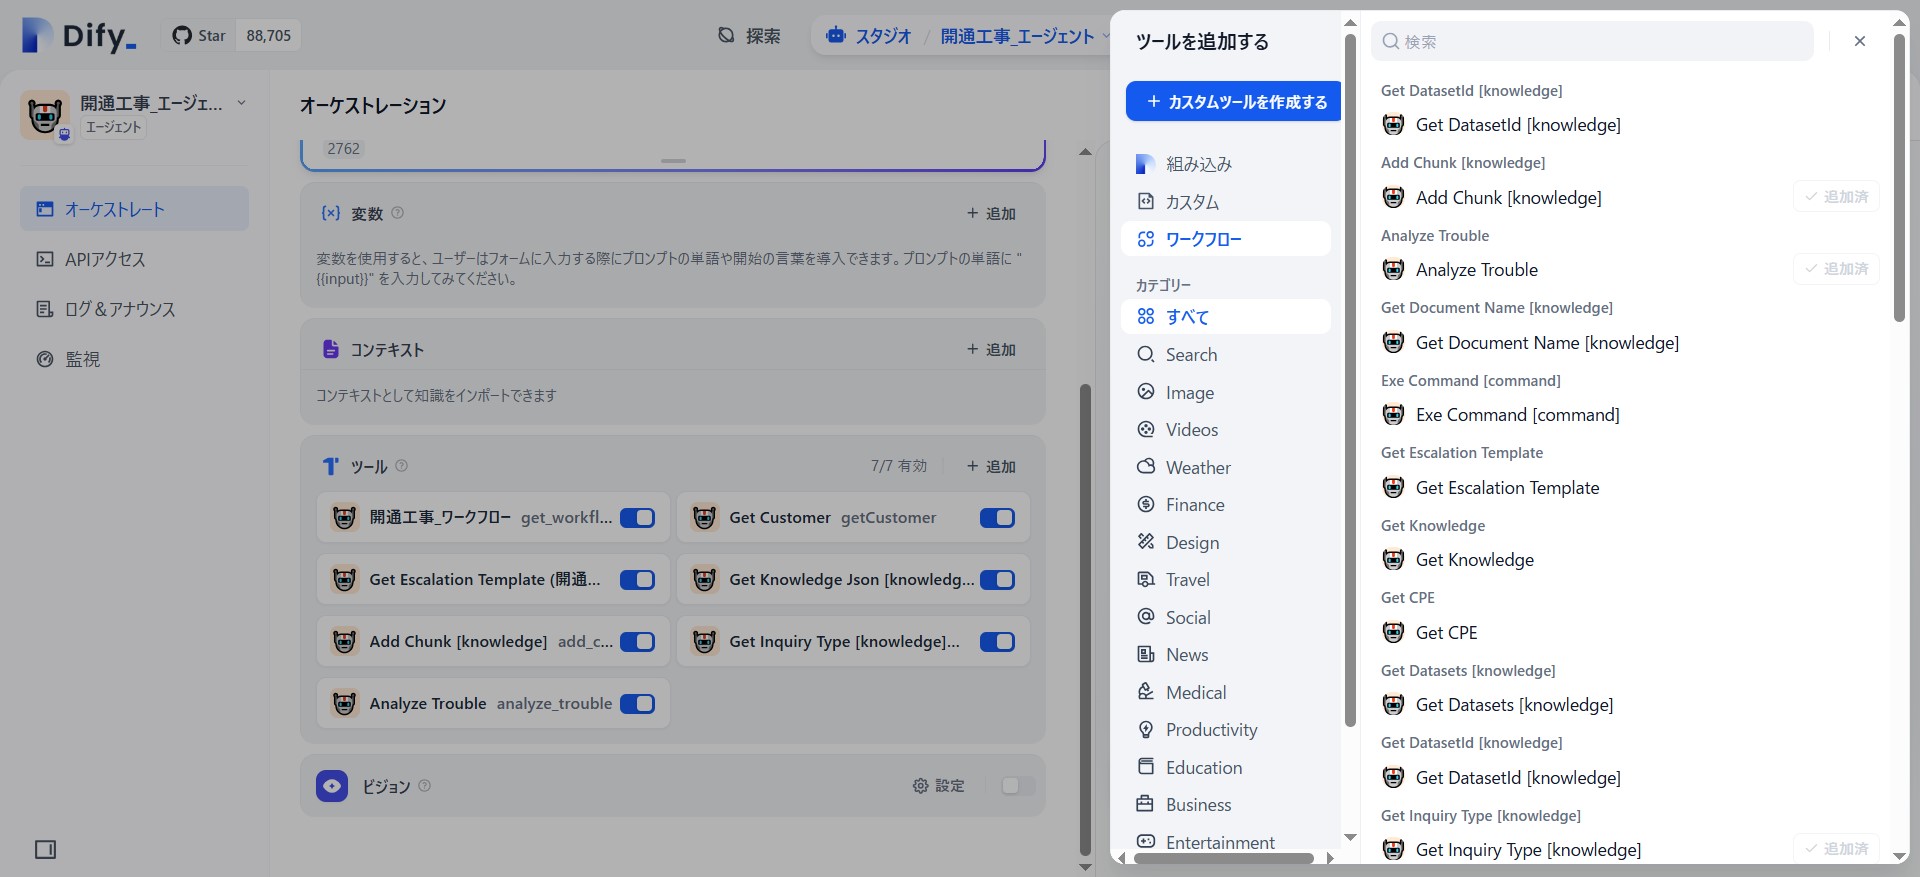 Dify_
Star 88,705
探索
スタジオ / 開通工事_エージェント
開通工事_エージェ...
エージェント
オーケストレート
APIアクセス
ログ＆アナウンス
監視
オーケストレーション
2762
変数
+ 追加
変数を使用すると、ユーザーはフォームに入力する際にプロンプトの単語や開始の言葉を導入できます。プロンプトの単語に "
{{input}}" を入力してみてください。
コンテキスト
+ 追加
コンテキストとして知識をインポートできます
ツール
7/7 有効
+ 追加
開通工事_ワークフロー get_workfl...
Get Customer getCustomer
Get Escalation Template (開通...
Get Knowledge Json [knowledg...
Add Chunk [knowledge] add_c...
Get Inquiry Type [knowledge]...
Analyze Trouble analyze_trouble
ビジョン
設定
ツールを追加する
+ カスタムツールを作成する
組み込み
カスタム
ワークフロー
カテゴリー
すべて
Search
Image
Videos
Weather
Finance
Design
Travel
Social
News
Medical
Productivity
Education
Business
Entertainment
検索
Get DatasetId [knowledge]
Get DatasetId [knowledge]
Add Chunk [knowledge]
Add Chunk [knowledge]
追加済
Analyze Trouble
Analyze Trouble
追加済
Get Document Name [knowledge]
Get Document Name [knowledge]
Exe Command [command]
Exe Command [command]
Get Escalation Template
Get Escalation Template
Get Knowledge
Get Knowledge
Get CPE
Get CPE
Get Datasets [knowledge]
Get Datasets [knowledge]
Get DatasetId [knowledge]
Get DatasetId [knowledge]
Get Inquiry Type [knowledge]
Get Inquiry Type [knowledge]
追加済